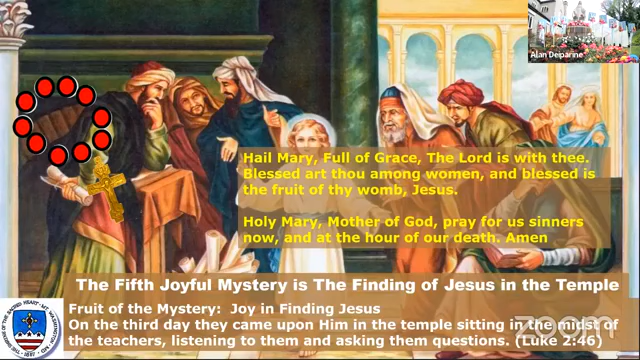 Alan Deiparine
Hail Mary, Full of Grace, The Lord is with thee.
Blessed art thou among women, and blessed is
the fruit of thy womb, Jesus.
Holy Mary, Mother of God, pray for us sinners
now, and at the hour of our death. Amen
The Fifth Joyful Mystery is The Finding of Jesus in the Temple
Fruit of the Mystery:  Joy in Finding Jesus
On the third day they came upon Him in the temple sitting in the midst of
the teachers, listening to them and asking them questions. (Luke 2:46)
zoom